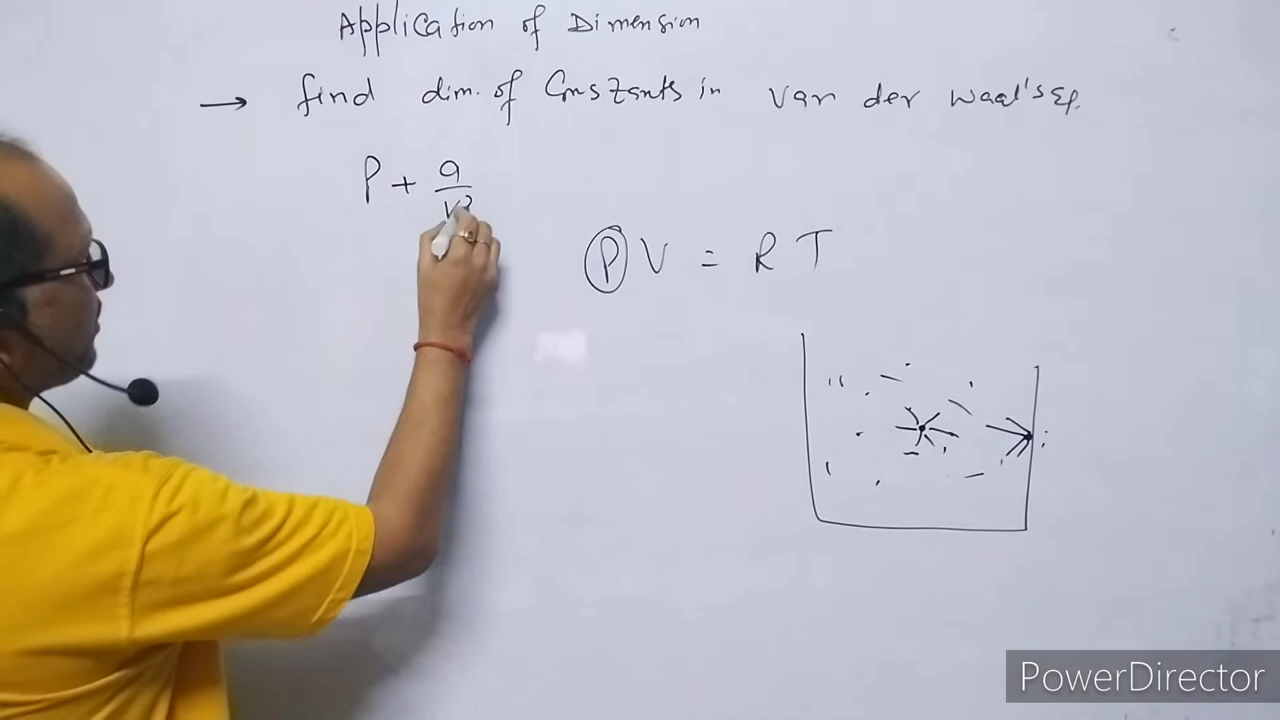 Application of Dimension
→ find dim. of Constants in van der waal's Eq.
P + a/V²
P V = R T
PowerDirector